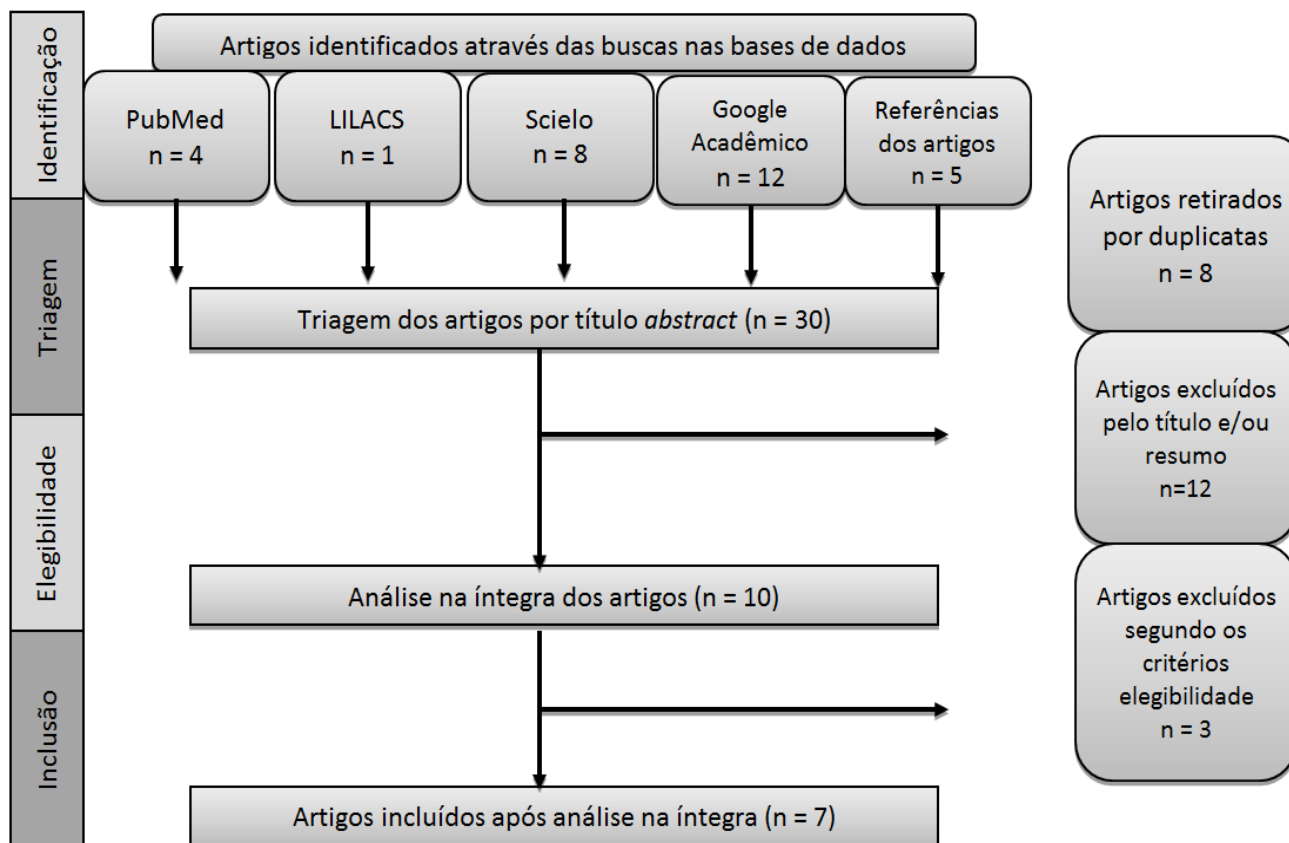 Identificação
Artigos identificados através das buscas nas bases de dados
PubMed
n = 4
LILACS
n = 1
Scielo
n = 8
Google
Acadêmico
n = 12
Referências
dos artigos
n = 5
Artigos retirados
por duplicatas
n = 8
Triagem
Triagem dos artigos por título abstract (n = 30)
Artigos excluídos
pelo título e/ou
resumo
n=12
Elegibilidade
Análise na íntegra dos artigos (n = 10)
Artigos excluídos
segundo os
critérios
elegibilidade
n = 3
Inclusão
Artigos incluídos após análise na íntegra (n = 7)